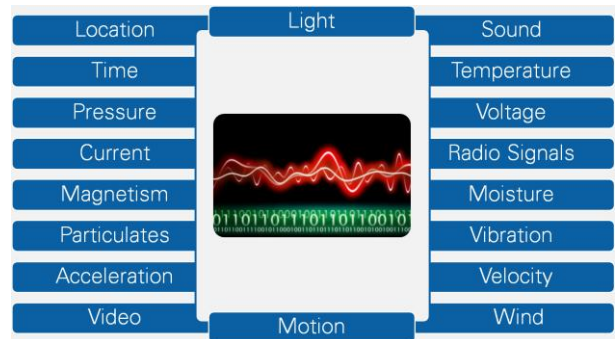 Light
Location
Sound
Time
Temperature
Pressure
Voltage
Current
Radio Signals
Magnetism
Moisture
Particulates
Vibration
Acceleration
Velocity
Video
Wind
Motion